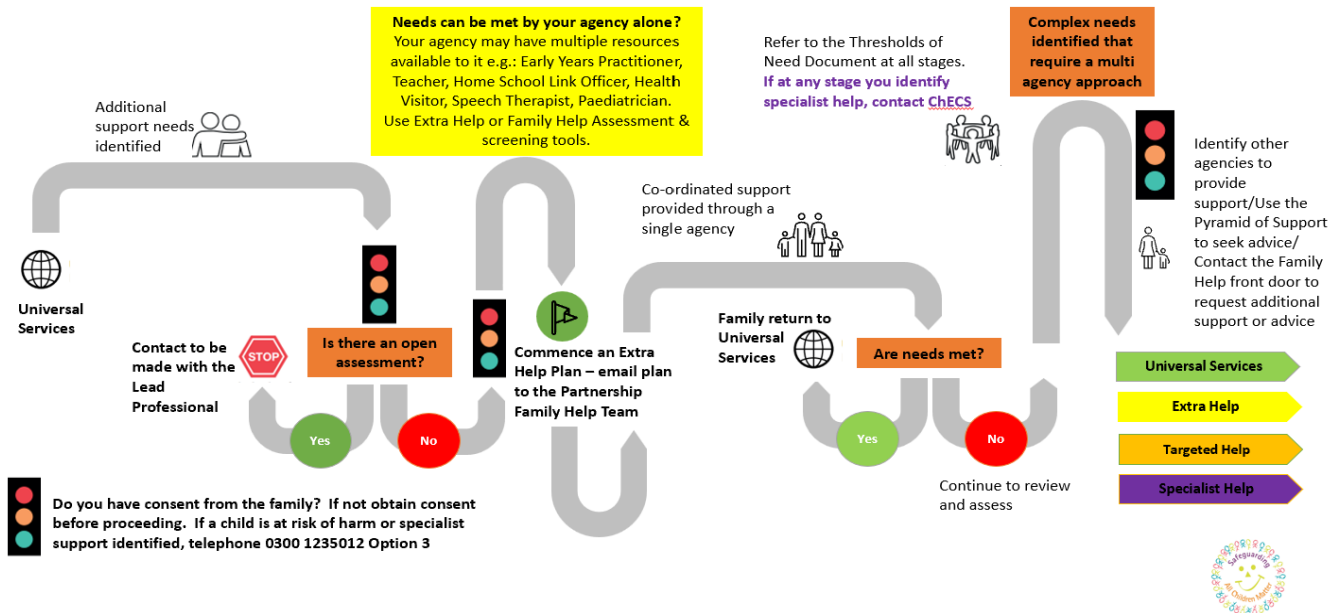 Additional
support needs
identified
Universal
Services
Contact to be
made with the
Lead
Professional
STOP
Is there an open
assessment?
Yes
No
Needs can be met by your agency alone?
Your agency may have multiple resources
available to it e.g.: Early Years Practitioner,
Teacher, Home School Link Officer, Health
Visitor, Speech Therapist, Paediatrician.
Use Extra Help or Family Help Assessment &
screening tools.
Commence an Extra
Help Plan – email plan
to the Partnership
Family Help Team
Co-ordinated support
provided through a
single agency
Family return to
Universal
Services
Are needs met?
Yes
No
Continue to review
and assess
Refer to the Thresholds of
Need Document at all stages.
If at any stage you identify
specialist help, contact ChECS
Complex needs
identified that
require a multi
agency approach
Identify other
agencies to
provide
support/Use the
Pyramid of Support
to seek advice/
Contact the Family
Help front door to
request additional
support or advice
Universal Services
Extra Help
Targeted Help
Specialist Help
Do you have consent from the family?  If not obtain consent
before proceeding.  If a child is at risk of harm or specialist
support identified, telephone 0300 1235012 Option 3
Safeguarding
All Children Matter